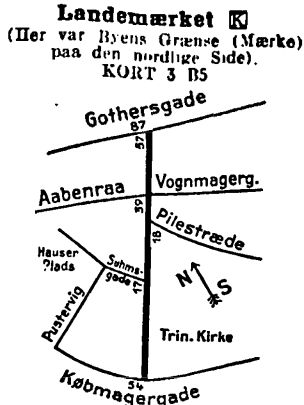 Landemærket K
(Her var Byens Grænse (Mærke)
paa den nordlige Side).
KORT 3 B5
Gothersgade
87
57
Aabenraa
Vognmagerg.
39
Pilestræde
18
Hauser
Plads
Suhms-
gade
17
N
S
Pustervig
Trin. Kirke
54
Købmagergade